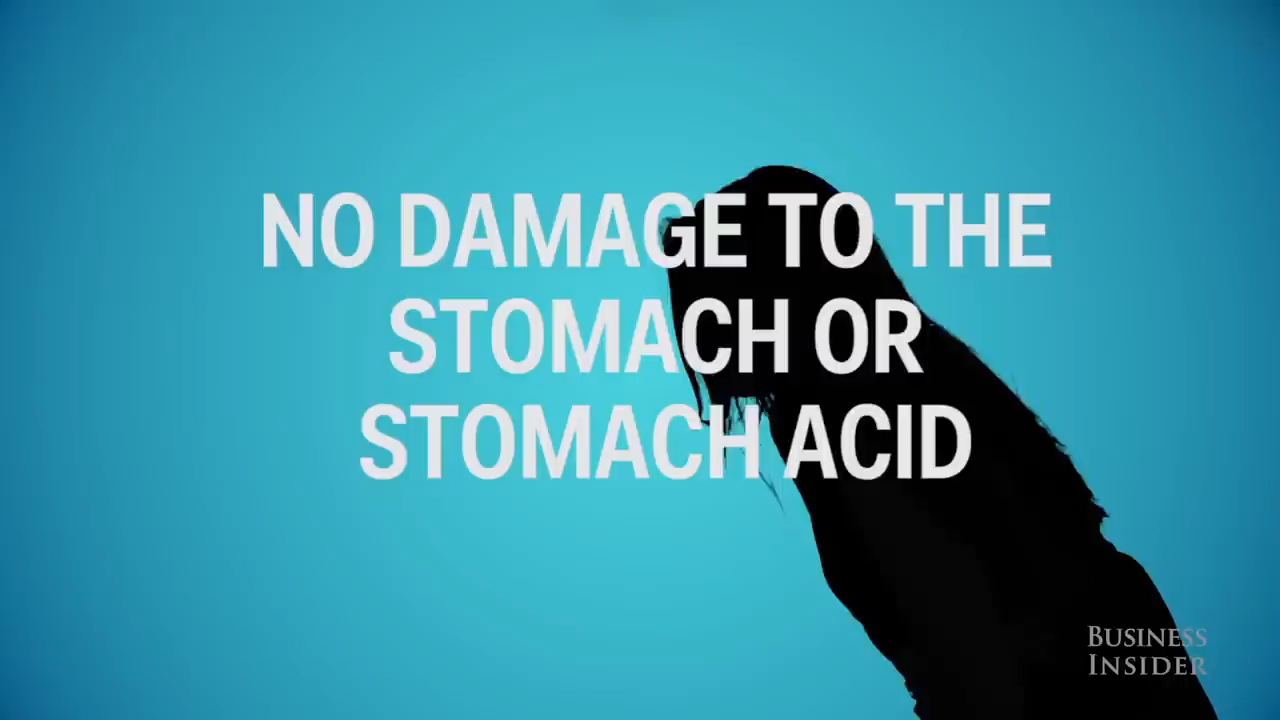 NO DAMAGE TO THE
STOMACH OR
STOMACH ACID
BUSINESS
INSIDER